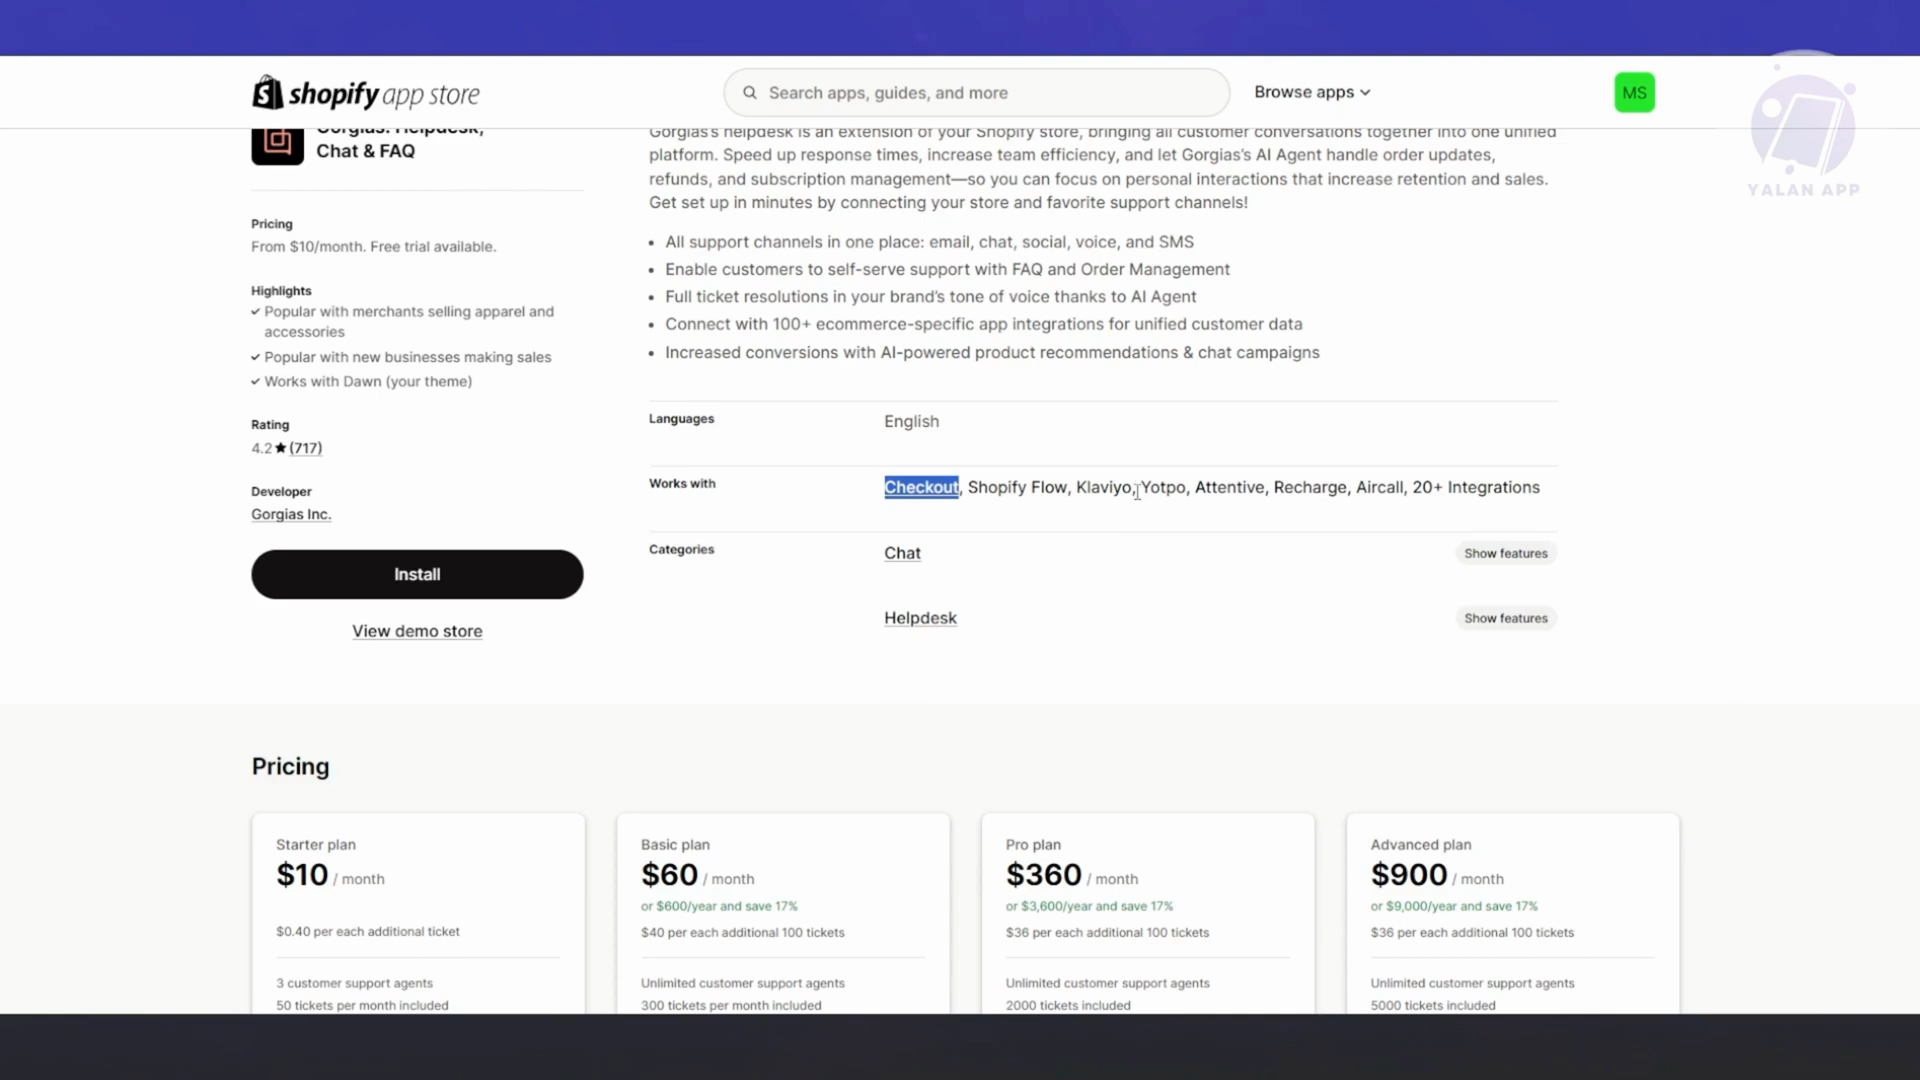 shopify app store
Search apps, guides, and more
Browse apps
MS
YALAN APP
Gorgias: Helpdesk,
Chat & FAQ
Pricing
From $10/month. Free trial available.
Highlights
Popular with merchants selling apparel and
accessories
Popular with new businesses making sales
Works with Dawn (your theme)
Rating
4.2★ (717)
Developer
Gorgias Inc.
Install
View demo store
Gorgias's helpdesk is an extension of your Shopify store, bringing all customer conversations together into one unified
platform. Speed up response times, increase team efficiency, and let Gorgias's AI Agent handle order updates,
refunds, and subscription management—so you can focus on personal interactions that increase retention and sales.
Get set up in minutes by connecting your store and favorite support channels!
• All support channels in one place: email, chat, social, voice, and SMS
• Enable customers to self-serve support with FAQ and Order Management
• Full ticket resolutions in your brand's tone of voice thanks to AI Agent
• Connect with 100+ ecommerce-specific app integrations for unified customer data
• Increased conversions with AI-powered product recommendations & chat campaigns
Languages
English
Works with
Checkout, Shopify Flow, Klaviyo, Yotpo, Attentive, Recharge, Aircall, 20+ Integrations
Categories
Chat
Show features
Helpdesk
Show features
Pricing
Starter plan
$10 / month
$0.40 per each additional ticket
3 customer support agents
50 tickets per month included
Basic plan
$60 / month
or $600/year and save 17%
$40 per each additional 100 tickets
Unlimited customer support agents
300 tickets per month included
Pro plan
$360 / month
or $3,600/year and save 17%
$36 per each additional 100 tickets
Unlimited customer support agents
2000 tickets included
Advanced plan
$900 / month
or $9,000/year and save 17%
$36 per each additional 100 tickets
Unlimited customer support agents
5000 tickets included